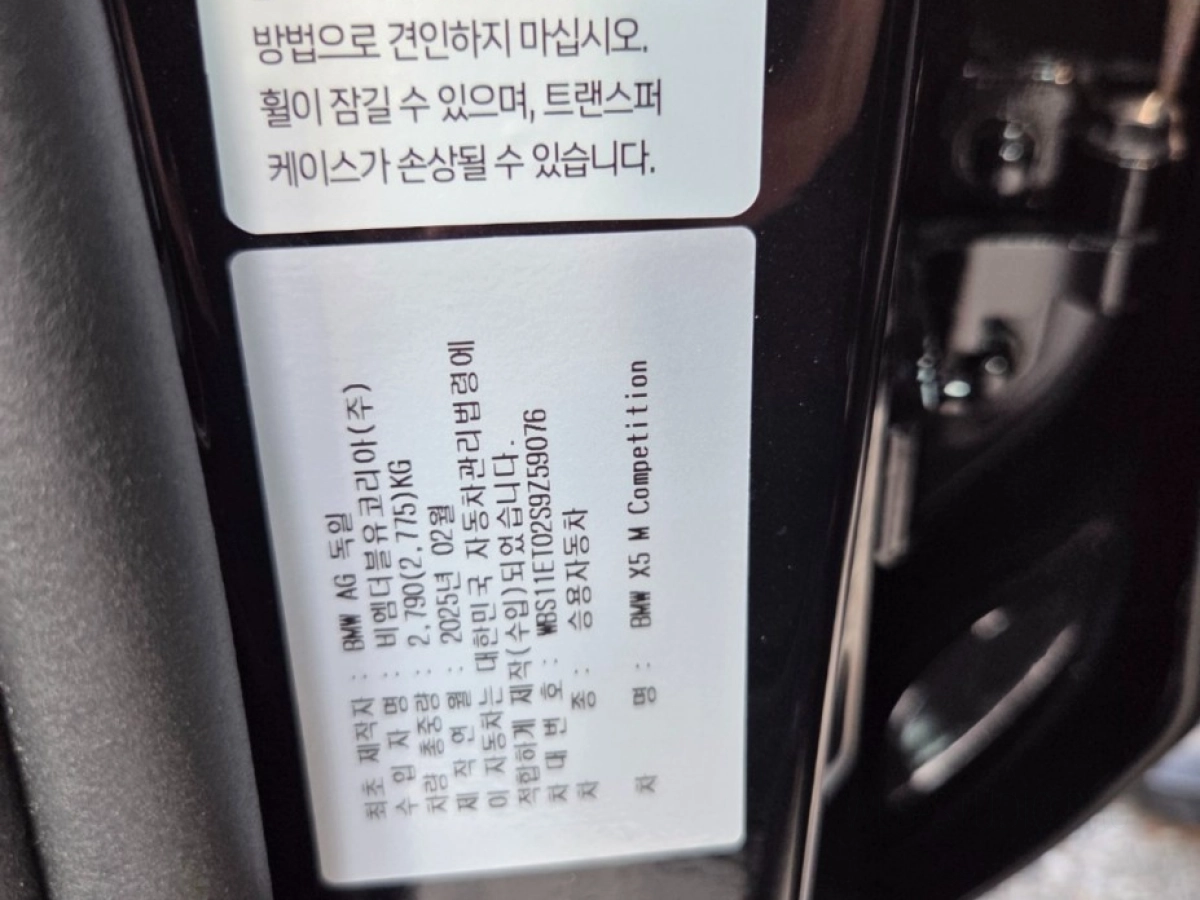 방법으로 견인하지 마십시오.
휠이 잠길 수 있으며, 트랜스퍼
케이스가 손상될 수 있습니다.
최초 제작자 : BMW AG 독일
수 입 자 명 : 비엠더블유코리아(주)
차량 총중량 : 2,790(2,775)KG
제 작 연 월 : 2025년 02월
이 자동차는 대한민국 자동차관리법령에
적합하게 제작(수입)되었습니다.
차 대 번 호 : WBS11ET02S9Z59076
차 종 : 승용자동차
차 명 : BMW X5 M Competition